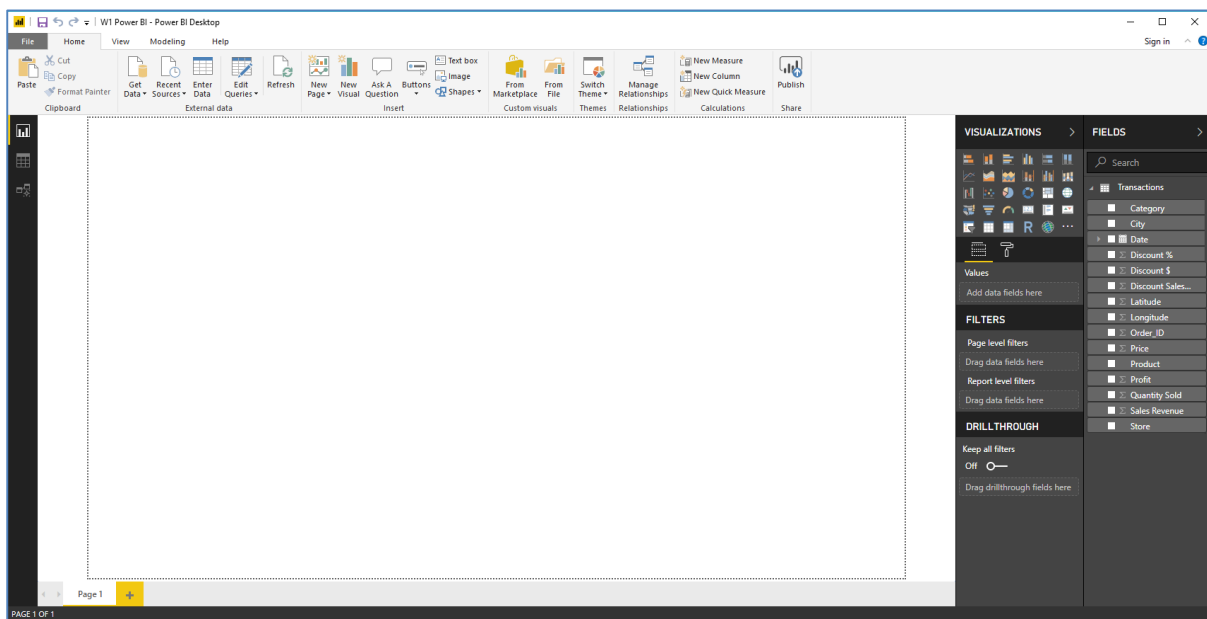 W1 Power BI - Power BI Desktop
File Home View Modeling Help Sign in
Paste
Cut
Copy
Format Painter
Clipboard
Get Data
Recent Sources
Enter Data
Edit Queries
Refresh
External data
New Page
New Visual
Ask A Question
Buttons
Text box
Image
Shapes
Insert
From Marketplace
From File
Custom visuals
Switch Theme
Themes
Manage Relationships
Relationships
New Measure
New Column
New Quick Measure
Calculations
Publish
Share
VISUALIZATIONS
R
Values
Add data fields here
FILTERS
Page level filters
Drag data fields here
Report level filters
Drag data fields here
DRILLTHROUGH
Keep all filters
Off
Drag drillthrough fields here
FIELDS
Search
Transactions
Category
City
Date
Σ Discount %
Σ Discount $
Σ Discount Sales...
Σ Latitude
Σ Longitude
Σ Order_ID
Σ Price
Product
Σ Profit
Σ Quantity Sold
Σ Sales Revenue
Store
Page 1
PAGE 1 OF 1